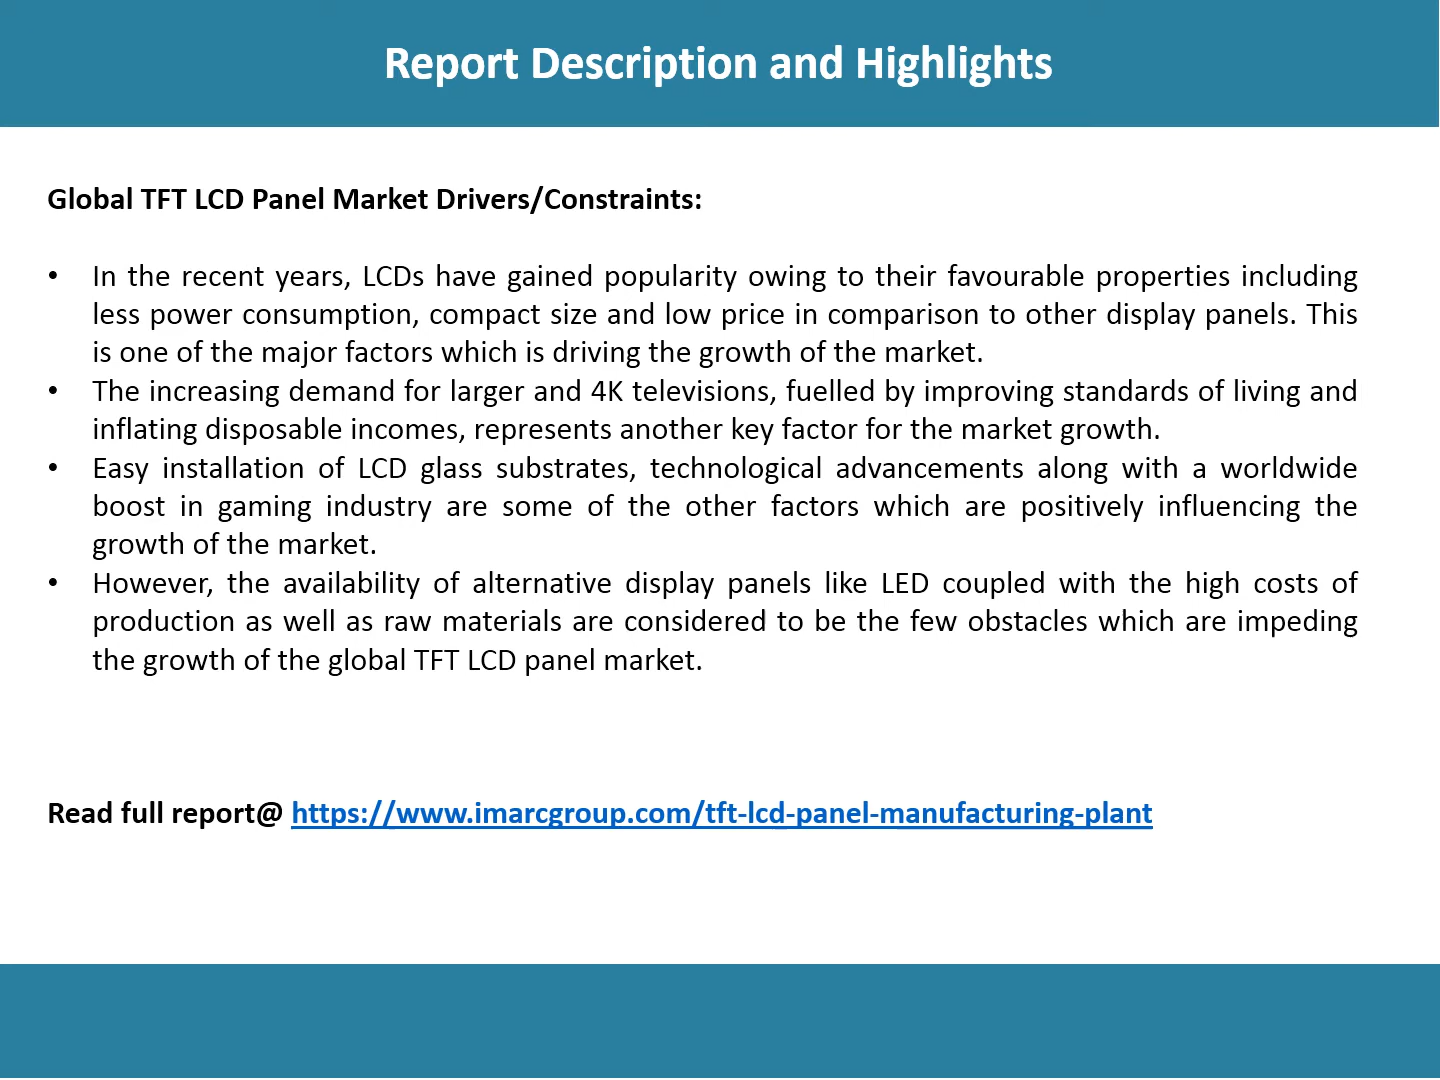 Report Description and Highlights
Global TFT LCD Panel Market Drivers/Constraints:
• In the recent years, LCDs have gained popularity owing to their favourable properties including
less power consumption, compact size and low price in comparison to other display panels. This
is one of the major factors which is driving the growth of the market.
• The increasing demand for larger and 4K televisions, fuelled by improving standards of living and
inflating disposable incomes, represents another key factor for the market growth.
• Easy installation of LCD glass substrates, technological advancements along with a worldwide
boost in gaming industry are some of the other factors which are positively influencing the
growth of the market.
• However, the availability of alternative display panels like LED coupled with the high costs of
production as well as raw materials are considered to be the few obstacles which are impeding
the growth of the global TFT LCD panel market.
Read full report@ https://www.imarcgroup.com/tft-lcd-panel-manufacturing-plant